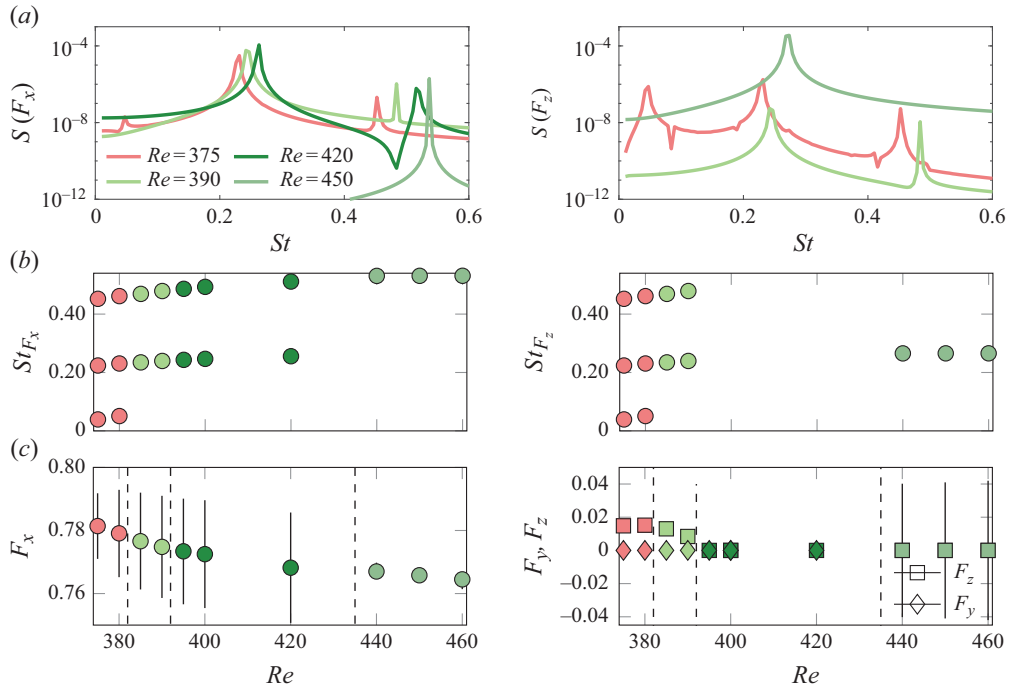 (a)
10⁻⁴
10⁻⁸
10⁻¹²
S (Fₓ)
Re = 375
Re = 420
Re = 390
Re = 450
0
0.2
0.4
0.6
St
10⁻⁴
10⁻⁸
10⁻¹²
S (F_z)
0
0.2
0.4
0.6
St
(b)
0.40
0.20
0
St_Fₓ
0.40
0.20
0
St_F_z
(c)
0.80
0.78
0.76
Fₓ
380
400
420
440
460
Re
0.04
0.02
0
−0.02
−0.04
F_y, F_z
F_z
F_y
380
400
420
440
460
Re